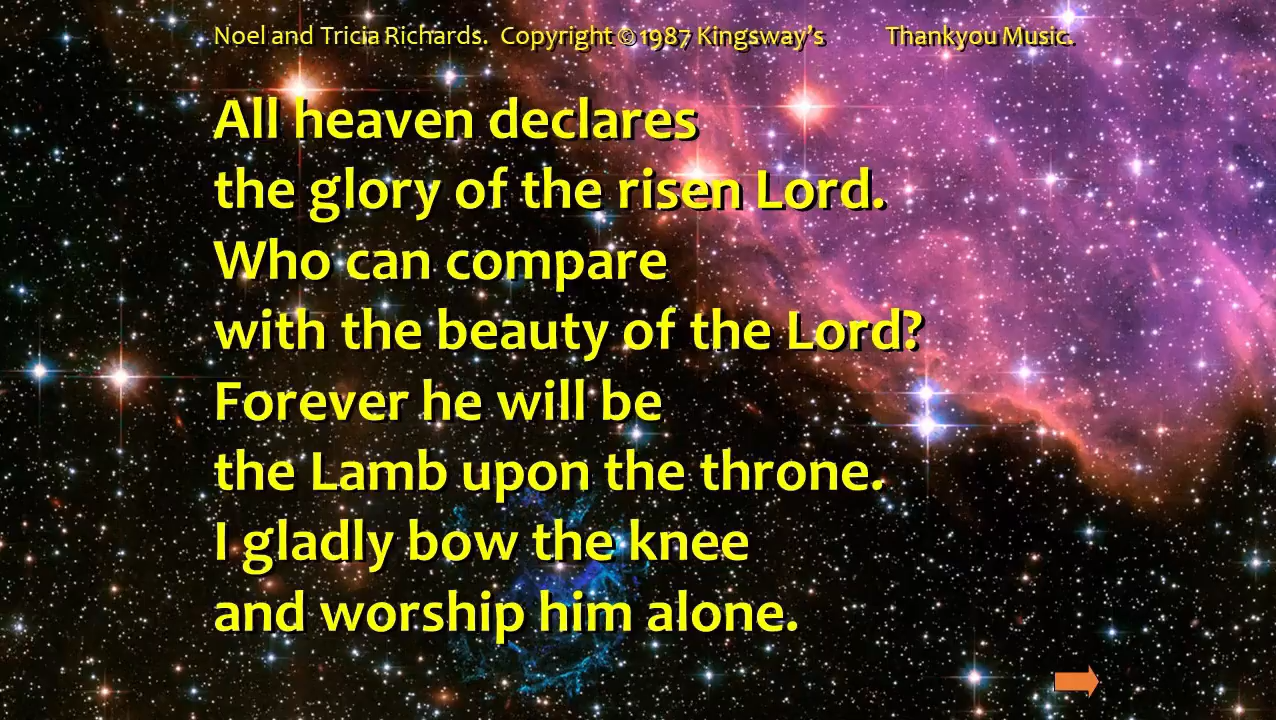 Noel and Tricia Richards. Copyright © 1987 Kingsway's Thankyou Music.
All heaven declares
the glory of the risen Lord.
Who can compare
with the beauty of the Lord?
Forever he will be
the Lamb upon the throne.
I gladly bow the knee
and worship him alone.